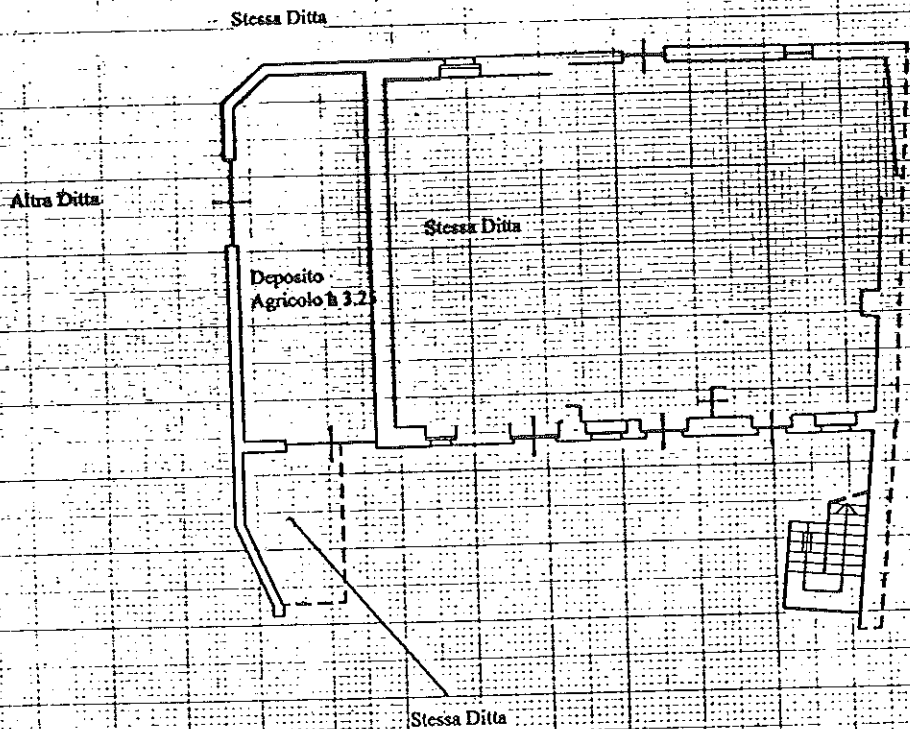 Stessa Ditta
Altra Ditta
Stessa Ditta
Deposito
Agricolo h 3.25
Stessa Ditta